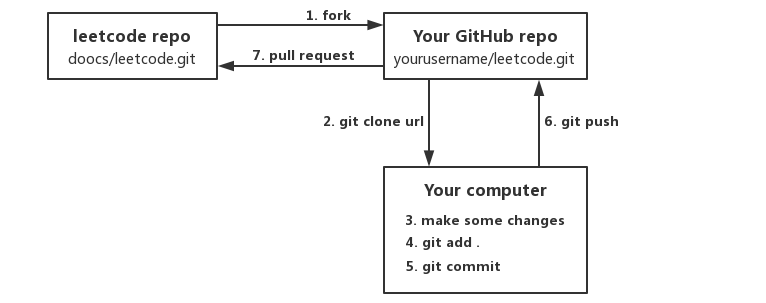 1. fork
leetcode repo
doocs/leetcode.git
Your GitHub repo
yourusername/leetcode.git
7. pull request
2. git clone url
6. git push
Your computer
3. make some changes
4. git add .
5. git commit